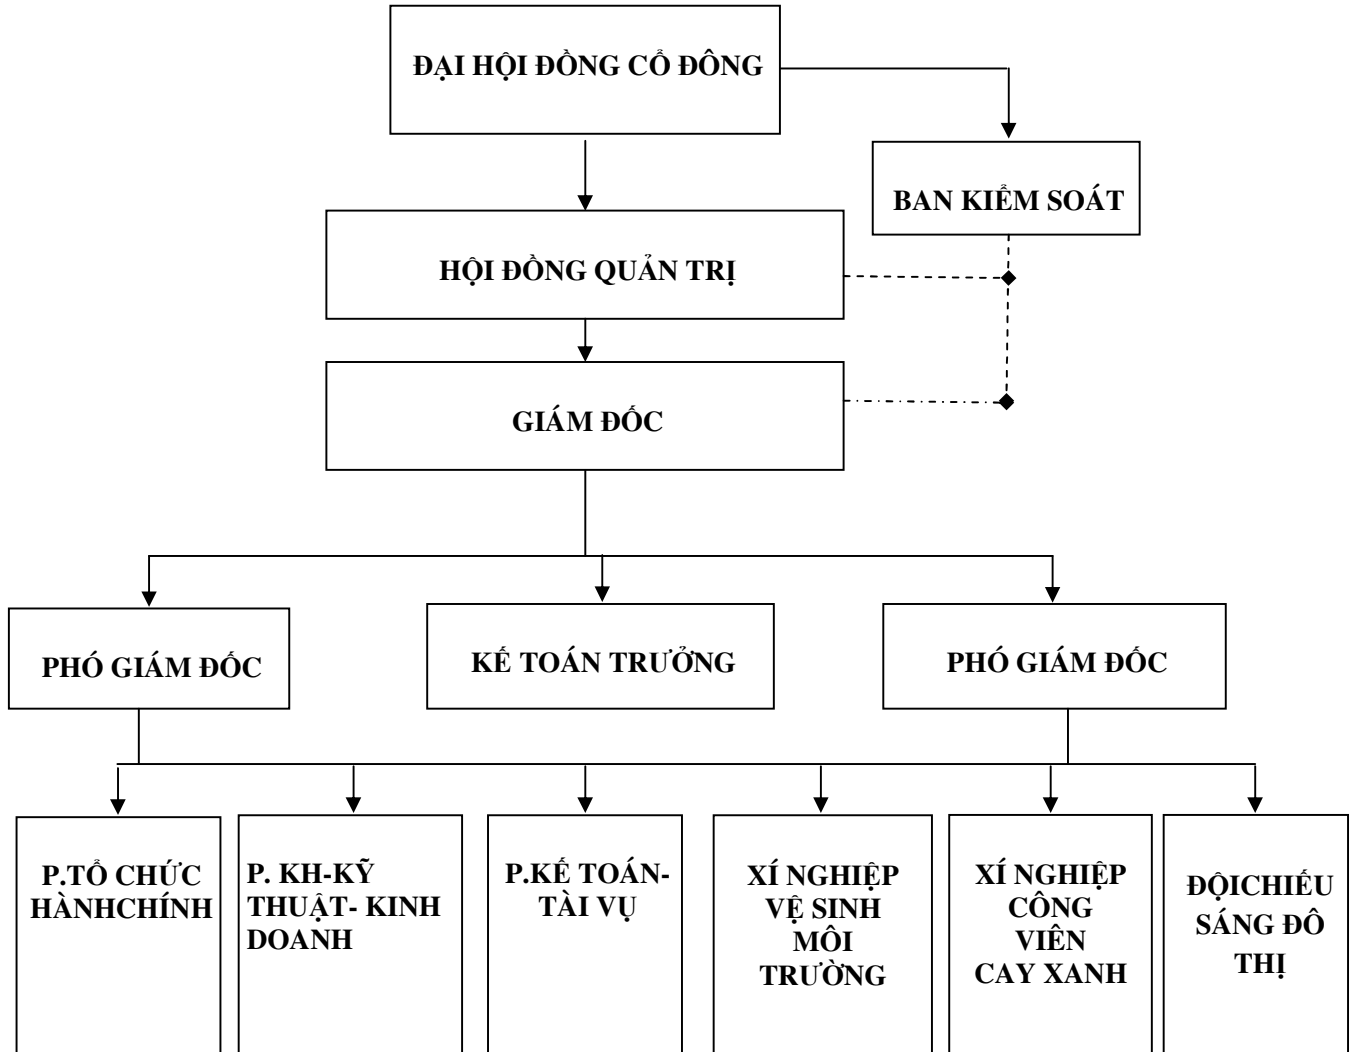 ĐẠI HỘI ĐỒNG CỔ ĐÔNG
BAN KIỂM SOÁT
HỘI ĐỒNG QUẢN TRỊ
GIÁM ĐỐC
PHÓ GIÁM ĐỐC
KẾ TOÁN TRƯỞNG
PHÓ GIÁM ĐỐC
P.TỔ CHỨC
HÀNHCHÍNH
P. KH-KỸ
THUẬT- KINH
DOANH
P.KẾ TOÁN-
TÀI VỤ
XÍ NGHIỆP
VỆ SINH
MÔI
TRƯỜNG
XÍ NGHIỆP
CÔNG
VIÊN
CAY XANH
ĐỘICHIẾU
SÁNG ĐÔ
THỊ